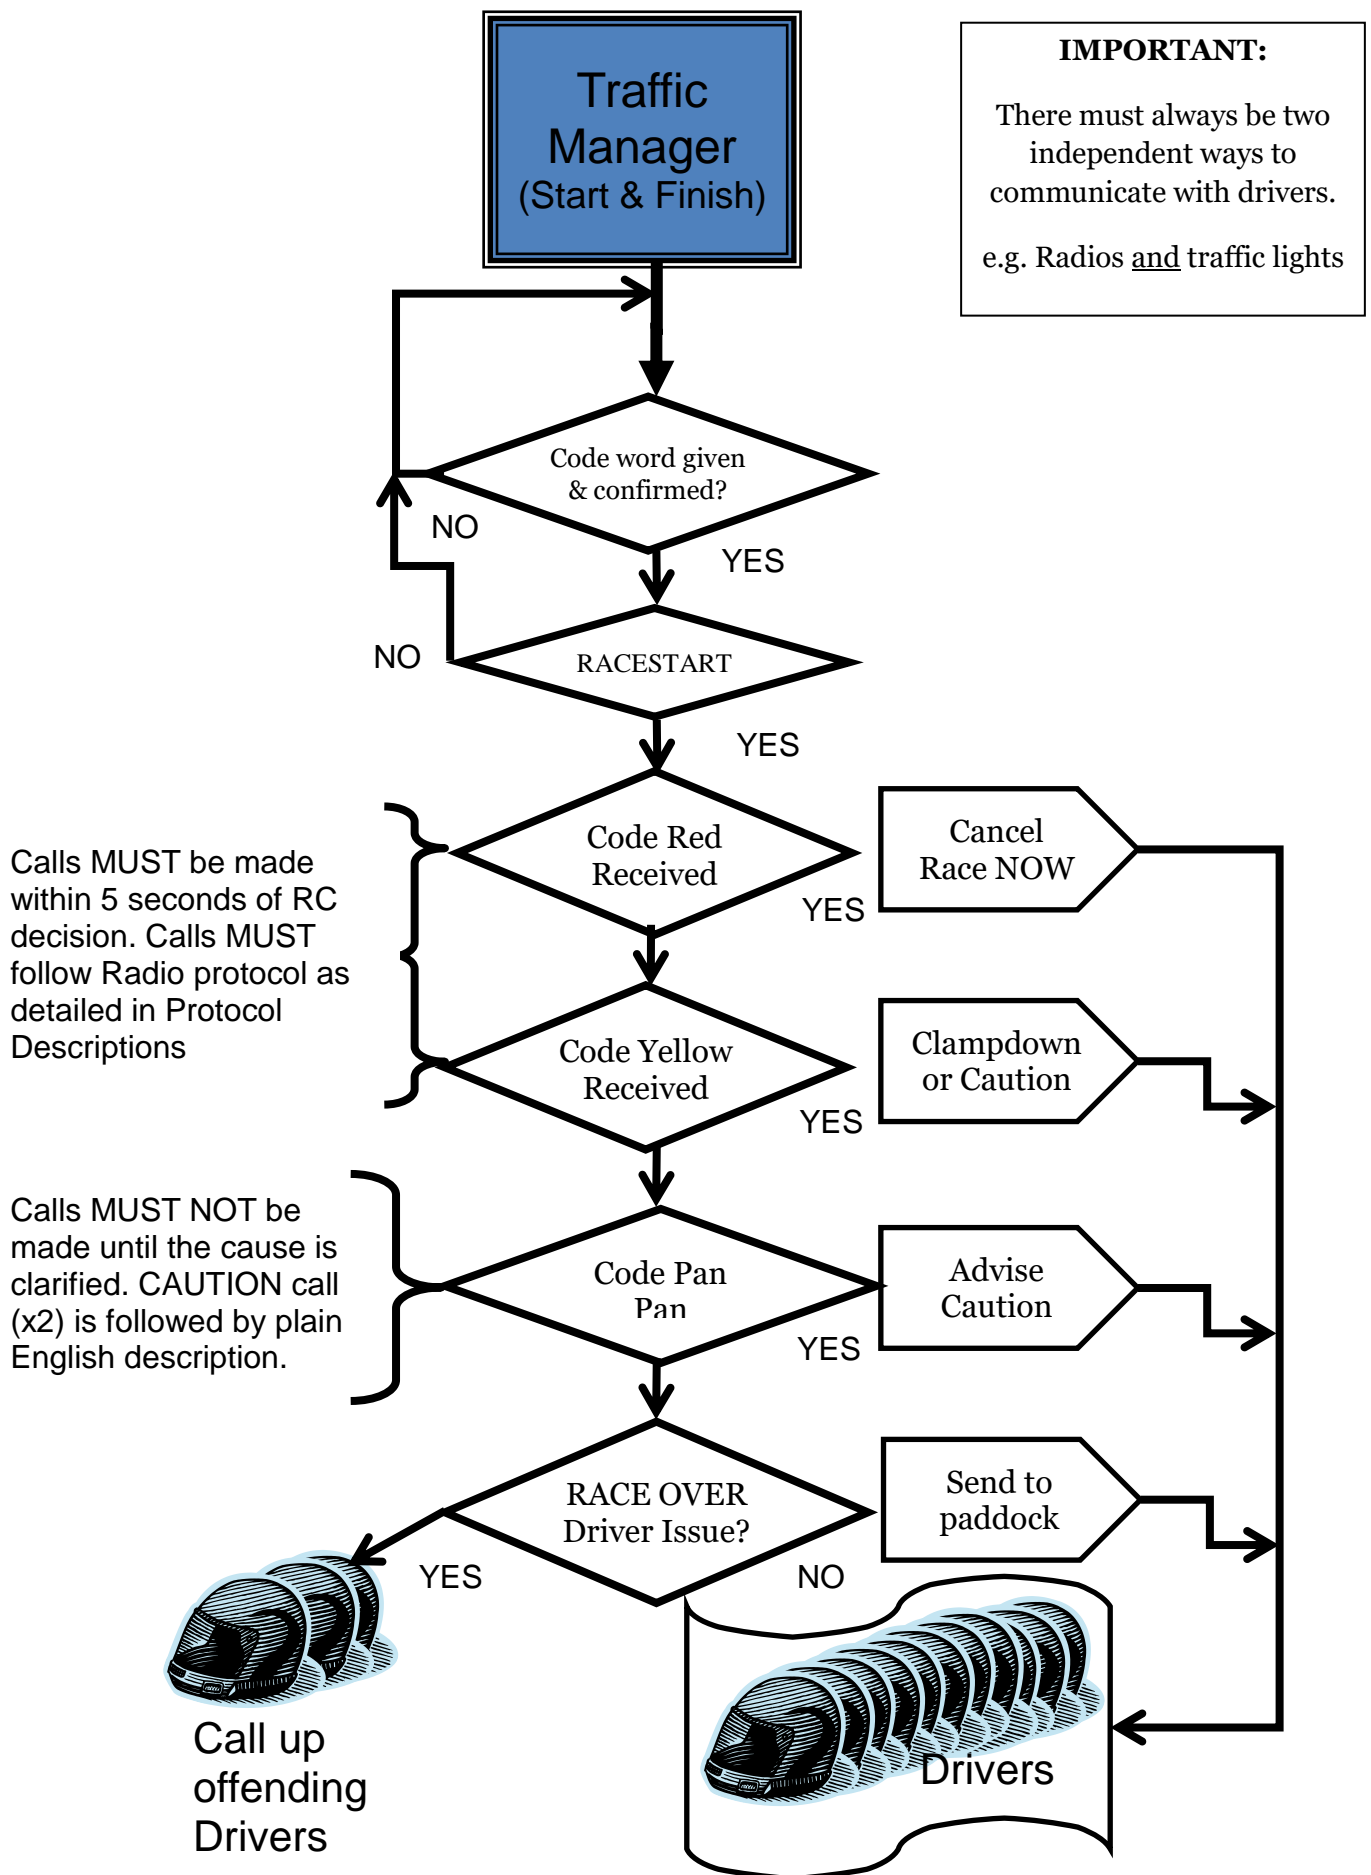 Traffic
Manager
(Start & Finish)
IMPORTANT:
There must always be two
independent ways to
communicate with drivers.
e.g. Radios and traffic lights
Code word given
& confirmed?
NO
YES
NO
RACESTART
YES
Code Red
Received
YES
Cancel
Race NOW
Calls MUST be made
within 5 seconds of RC
decision. Calls MUST
follow Radio protocol as
detailed in Protocol
Descriptions
Code Yellow
Received
YES
Clampdown
or Caution
Calls MUST NOT be
made until the cause is
clarified. CAUTION call
(x2) is followed by plain
English description.
Code Pan
Pan
YES
Advise
Caution
RACE OVER
Driver Issue?
YES
NO
Send to
paddock
Call up
offending
Drivers
Drivers